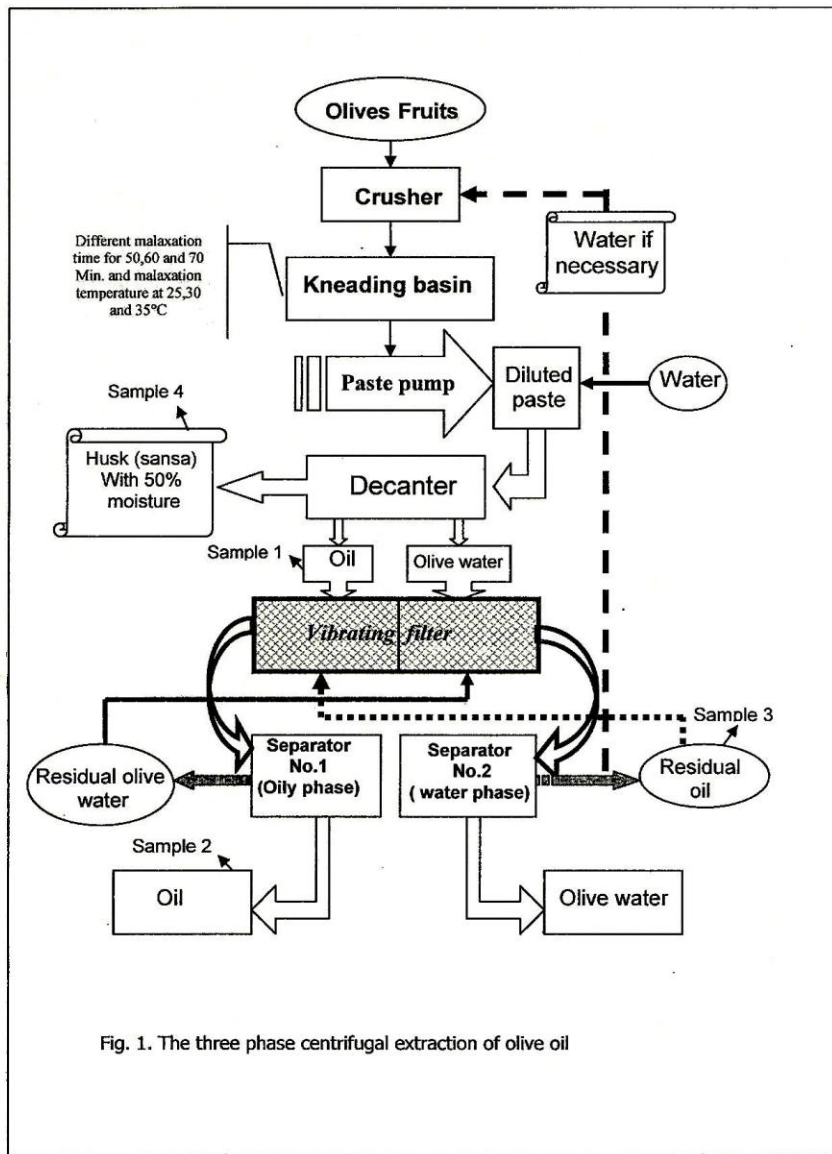 Olives Fruits
Crusher
Water if
necessary
Different malaxation
time for 50,60 and 70
Min. and malaxation
temperature at 25,30
and 35°C
Kneading basin
Paste pump
Diluted
paste
Water
Sample 4
Husk (sansa)
With 50%
moisture
Decanter
Sample 1
Oil
Olive water
Vibrating filter
Sample 3
Separator
No.1
(Oily phase)
Separator
No.2
( water phase)
Residual olive
water
Residual
oil
Sample 2
Oil
Olive water
Fig. 1. The three phase centrifugal extraction of olive oil